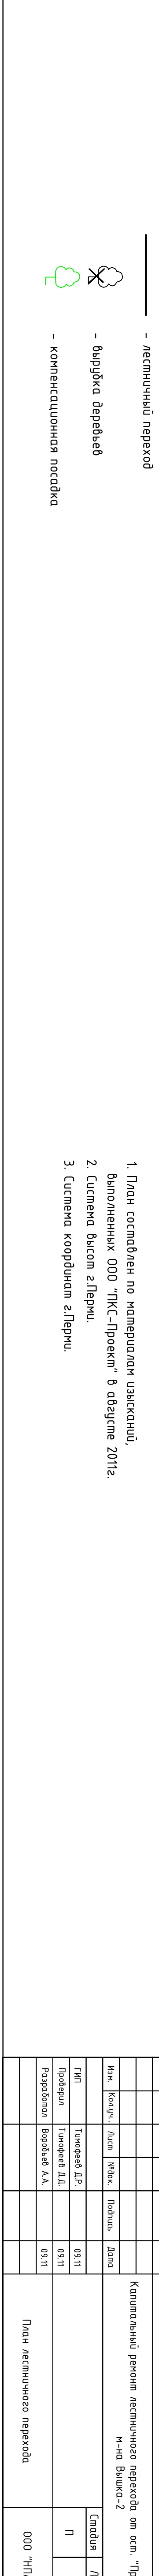 - лестничный переход
- вырубка деревьев
- компенсационная посадка
1. План составлен по материалам изысканий,
выполненных ООО "ПКС-Проект" в августе 2011г.
2. Система высот г.Перми.
3. Система координат г.Перми.
Капитальный ремонт лестничного перехода от ост. "Пр
м-на Вышка-2
Изм. Кол.уч. Лист №док. Подпись Дата
ГИП Тимофеев Д.Р. 09.11
Проверил Тимофеев Д.Д. 09.11
Разработал Воробьев А.А. 09.11
Стадия Л
П
План лестничного перехода
ООО "НП